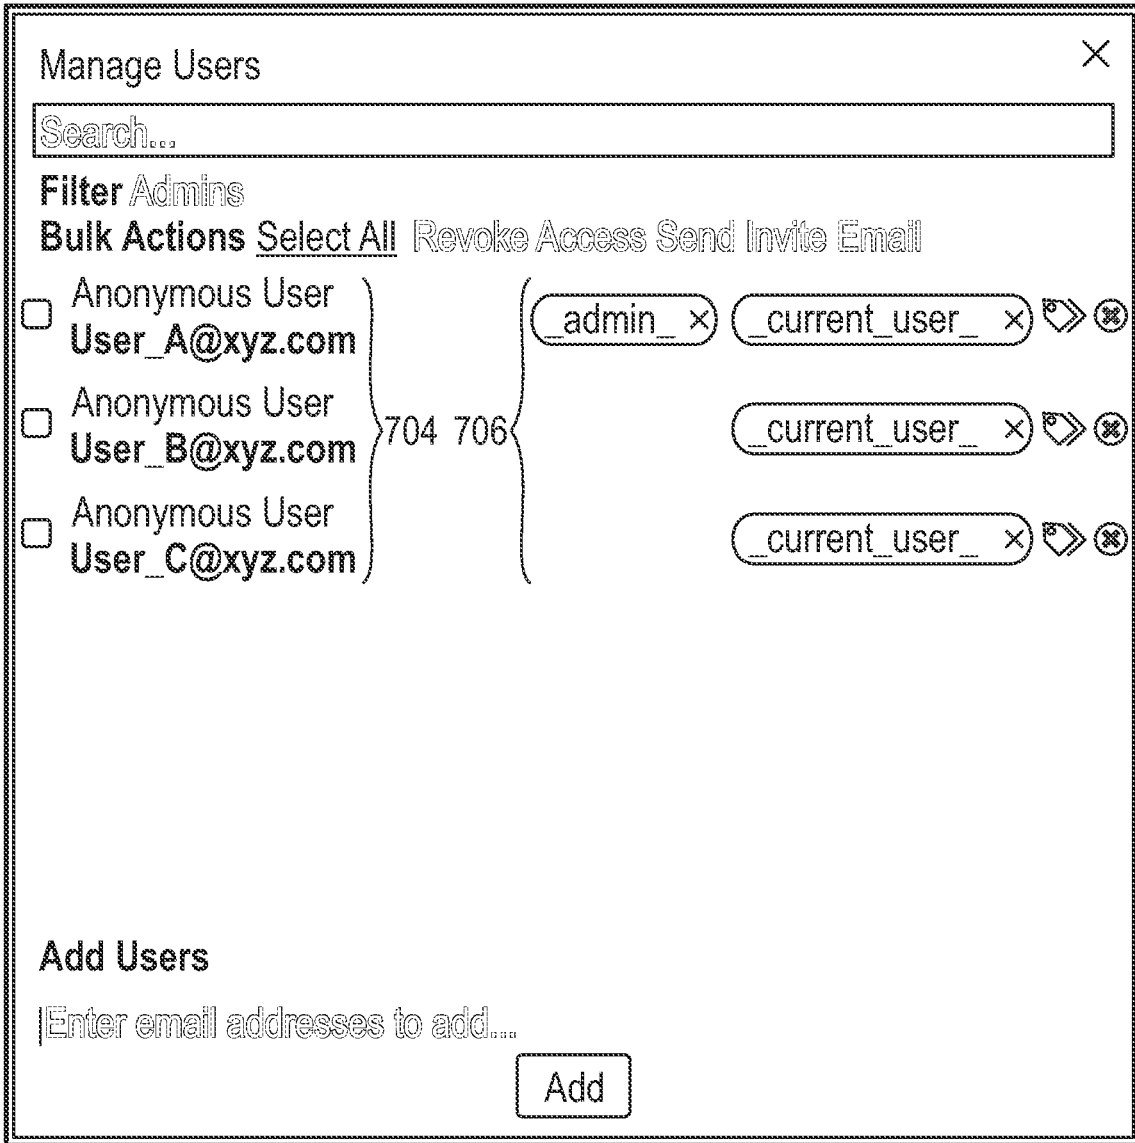 Manage Users ×
Search...
Filter Admins
Bulk Actions Select All Revoke Access Send Invite Email
Anonymous User
User_A@xyz.com
_admin_ × _current_user_ ×
Anonymous User
User_B@xyz.com
704 706
_current_user_ ×
Anonymous User
User_C@xyz.com
_current_user_ ×
Add Users
Enter email addresses to add...
Add